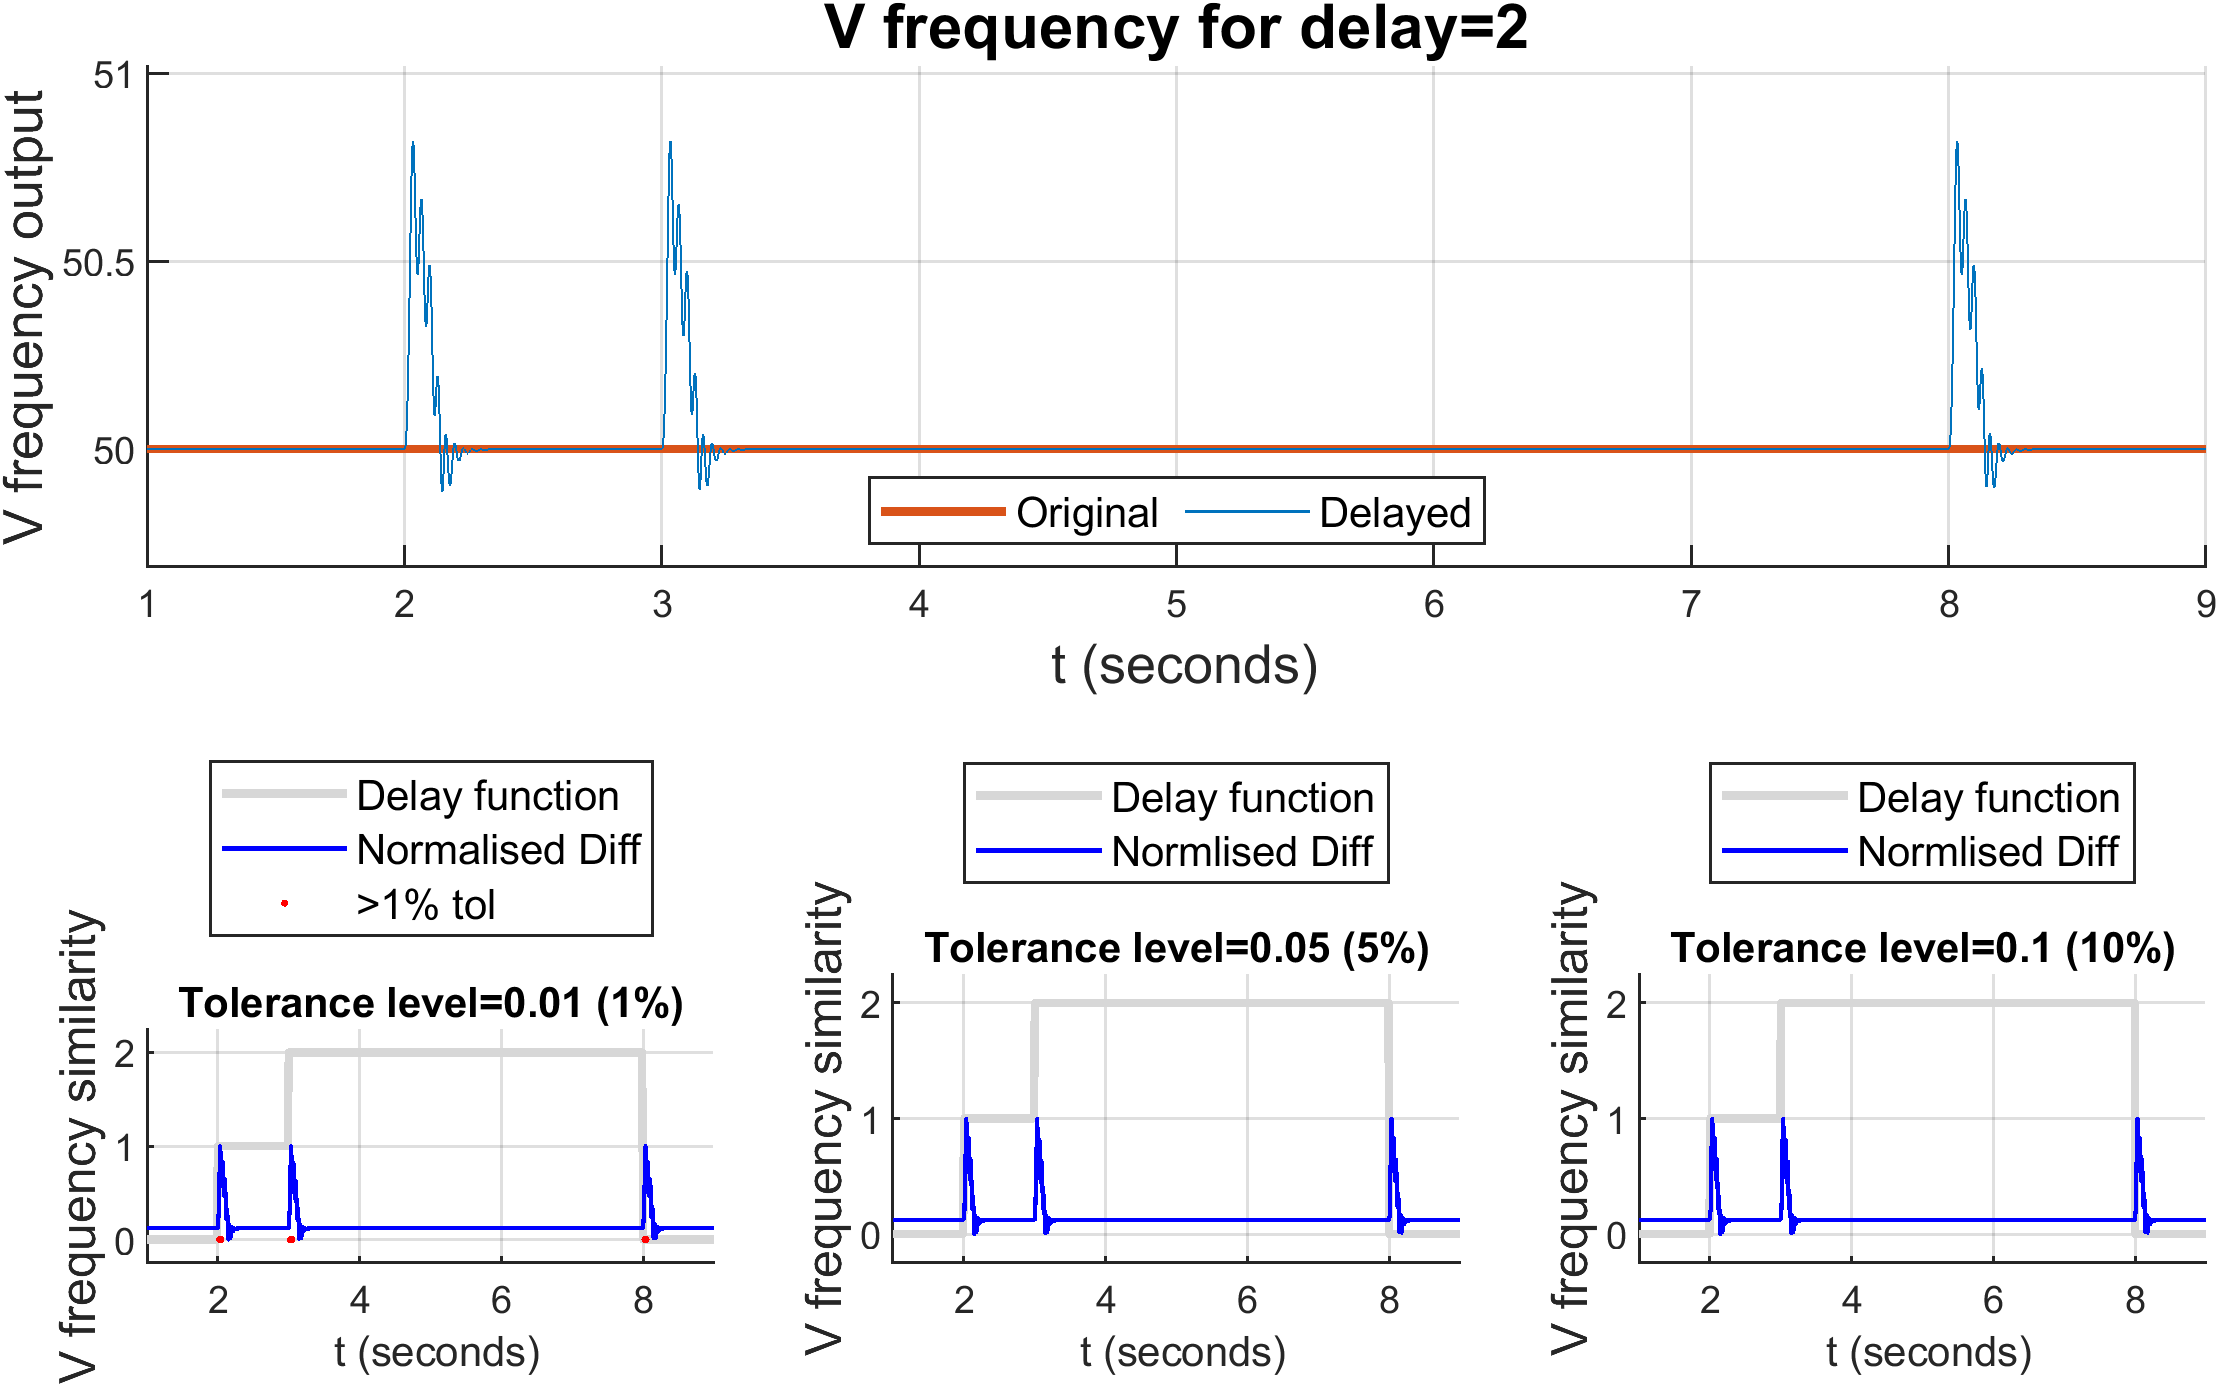 V frequency for delay=2
V frequency output
51
50.5
50
Original Delayed
1 2 3 4 5 6 7 8 9
t (seconds)
Delay function
Normalised Diff
>1% tol
Tolerance level=0.01 (1%)
V frequency similarity
2
1
0
2 4 6 8
t (seconds)
Delay function
Normlised Diff
Tolerance level=0.05 (5%)
V frequency similarity
2
1
0
2 4 6 8
t (seconds)
Delay function
Normlised Diff
Tolerance level=0.1 (10%)
V frequency similarity
2
1
0
2 4 6 8
t (seconds)